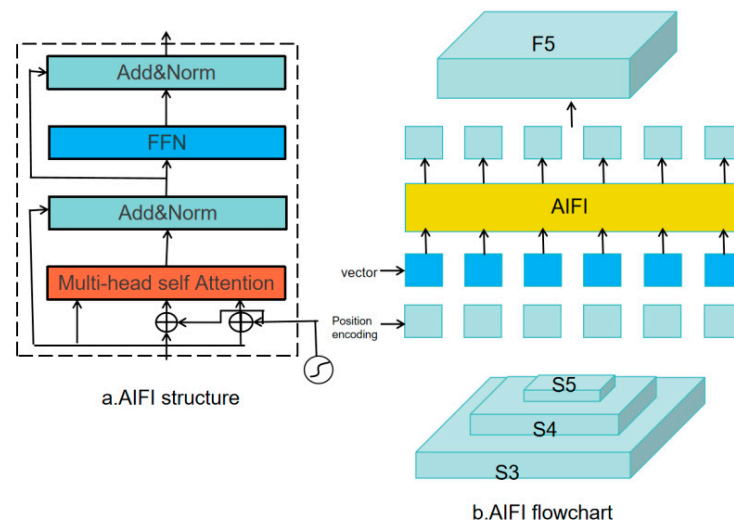 Add&Norm
FFN
Add&Norm
Multi-head self Attention
a.AIFI structure
F5
AIFI
vector
Position
encoding
S5
S4
S3
b.AIFI flowchart